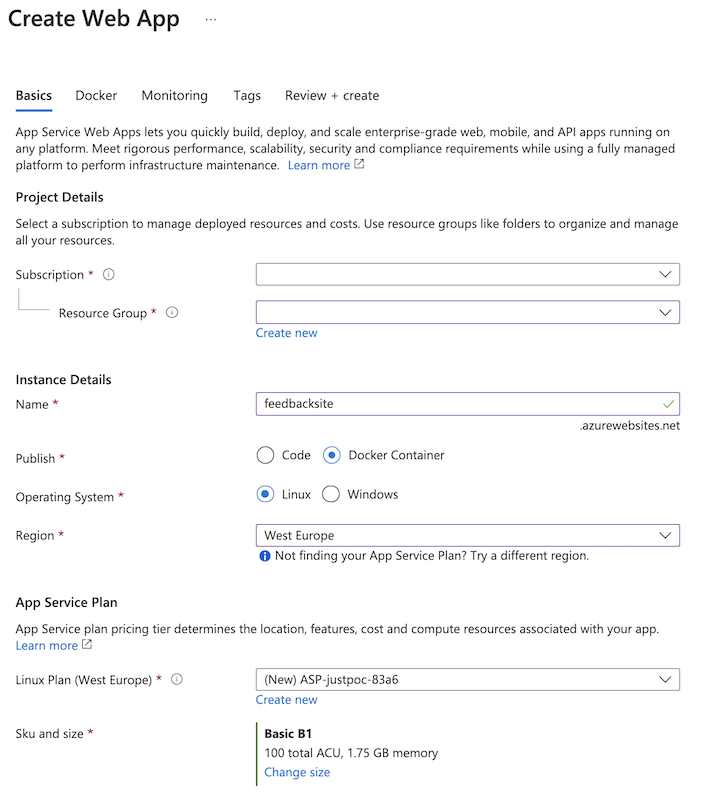 Create Web App ...
Basics Docker Monitoring Tags Review + create
App Service Web Apps lets you quickly build, deploy, and scale enterprise-grade web, mobile, and API apps running on
any platform. Meet rigorous performance, scalability, security and compliance requirements while using a fully managed
platform to perform infrastructure maintenance. Learn more
Project Details
Select a subscription to manage deployed resources and costs. Use resource groups like folders to organize and manage
all your resources.
Subscription *
Resource Group *
Create new
Instance Details
Name * feedbacksite
.azurewebsites.net
Publish * Code Docker Container
Operating System * Linux Windows
Region * West Europe
Not finding your App Service Plan? Try a different region.
App Service Plan
App Service plan pricing tier determines the location, features, cost and compute resources associated with your app.
Learn more
Linux Plan (West Europe) * (New) ASP-justpoc-83a6
Create new
Sku and size * Basic B1
100 total ACU, 1.75 GB memory
Change size